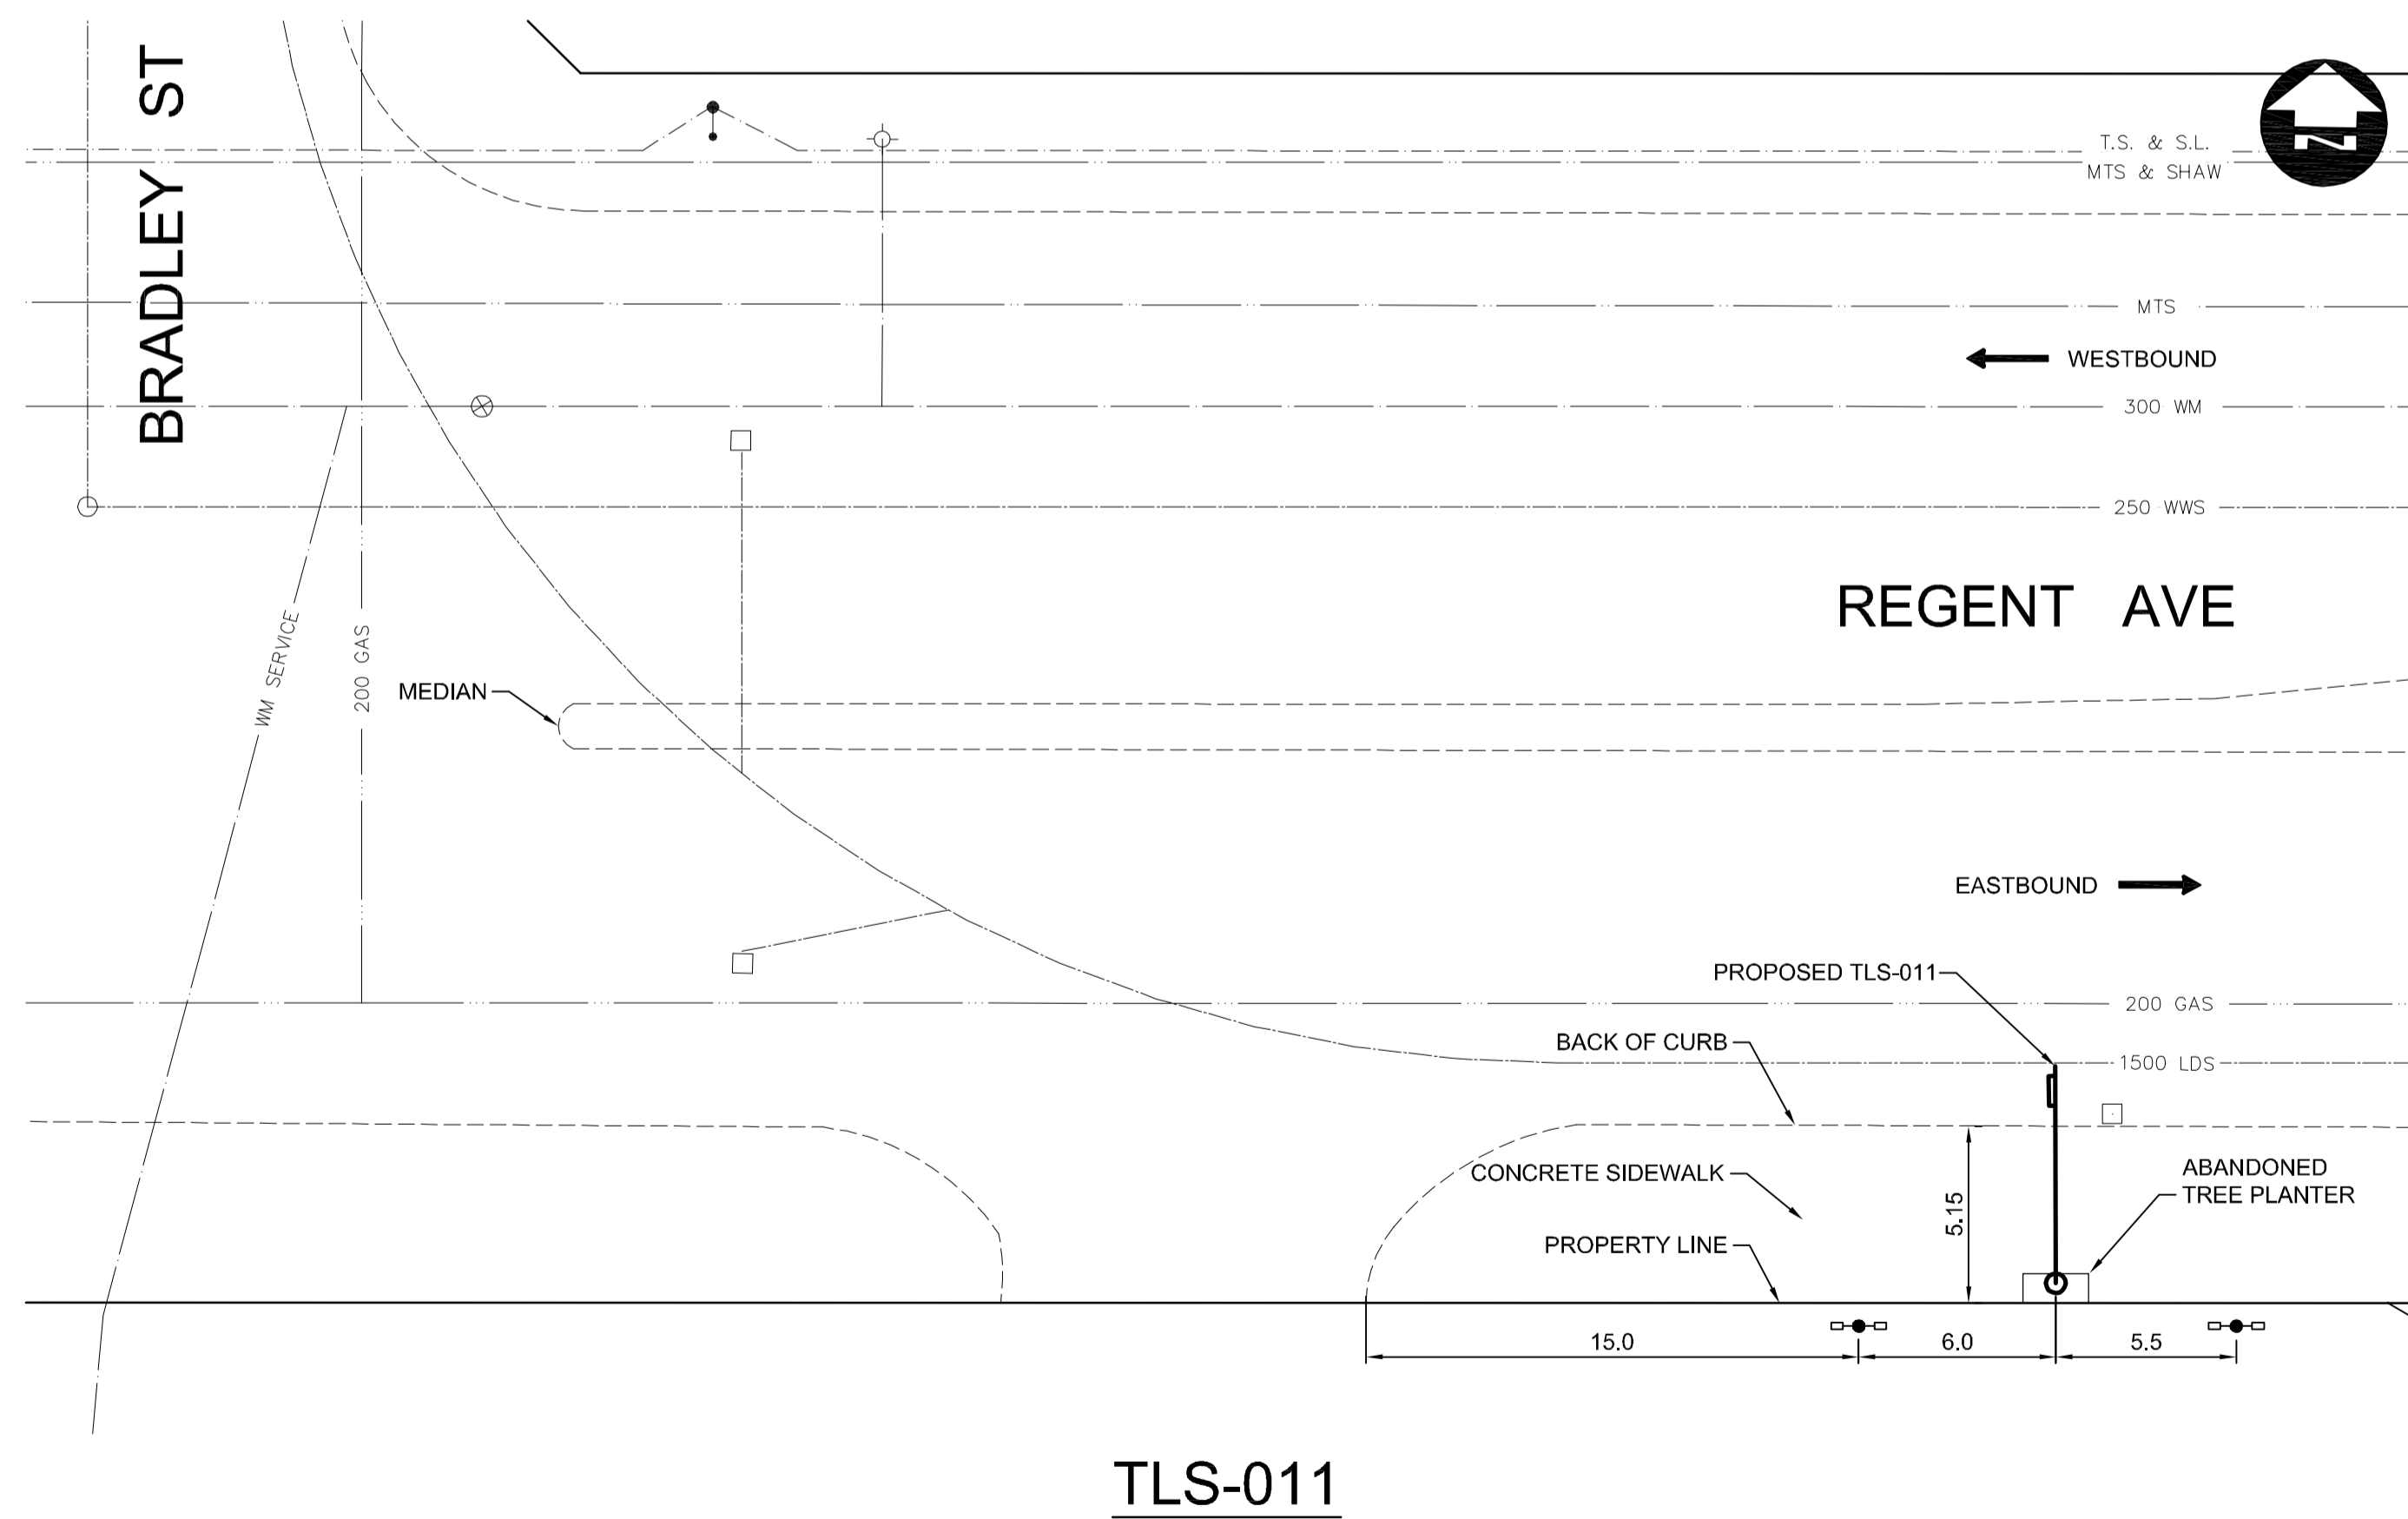 BRADLEY ST
T.S. & S.L.
MTS & SHAW
N
MTS
WESTBOUND
300 WM
250 WWS
REGENT AVE
WM SERVICE
200 GAS
MEDIAN
EASTBOUND
PROPOSED TLS-011
200 GAS
BACK OF CURB
1500 LDS
CONCRETE SIDEWALK
ABANDONED
TREE PLANTER
5.15
PROPERTY LINE
15.0
6.0
5.5
TLS-011